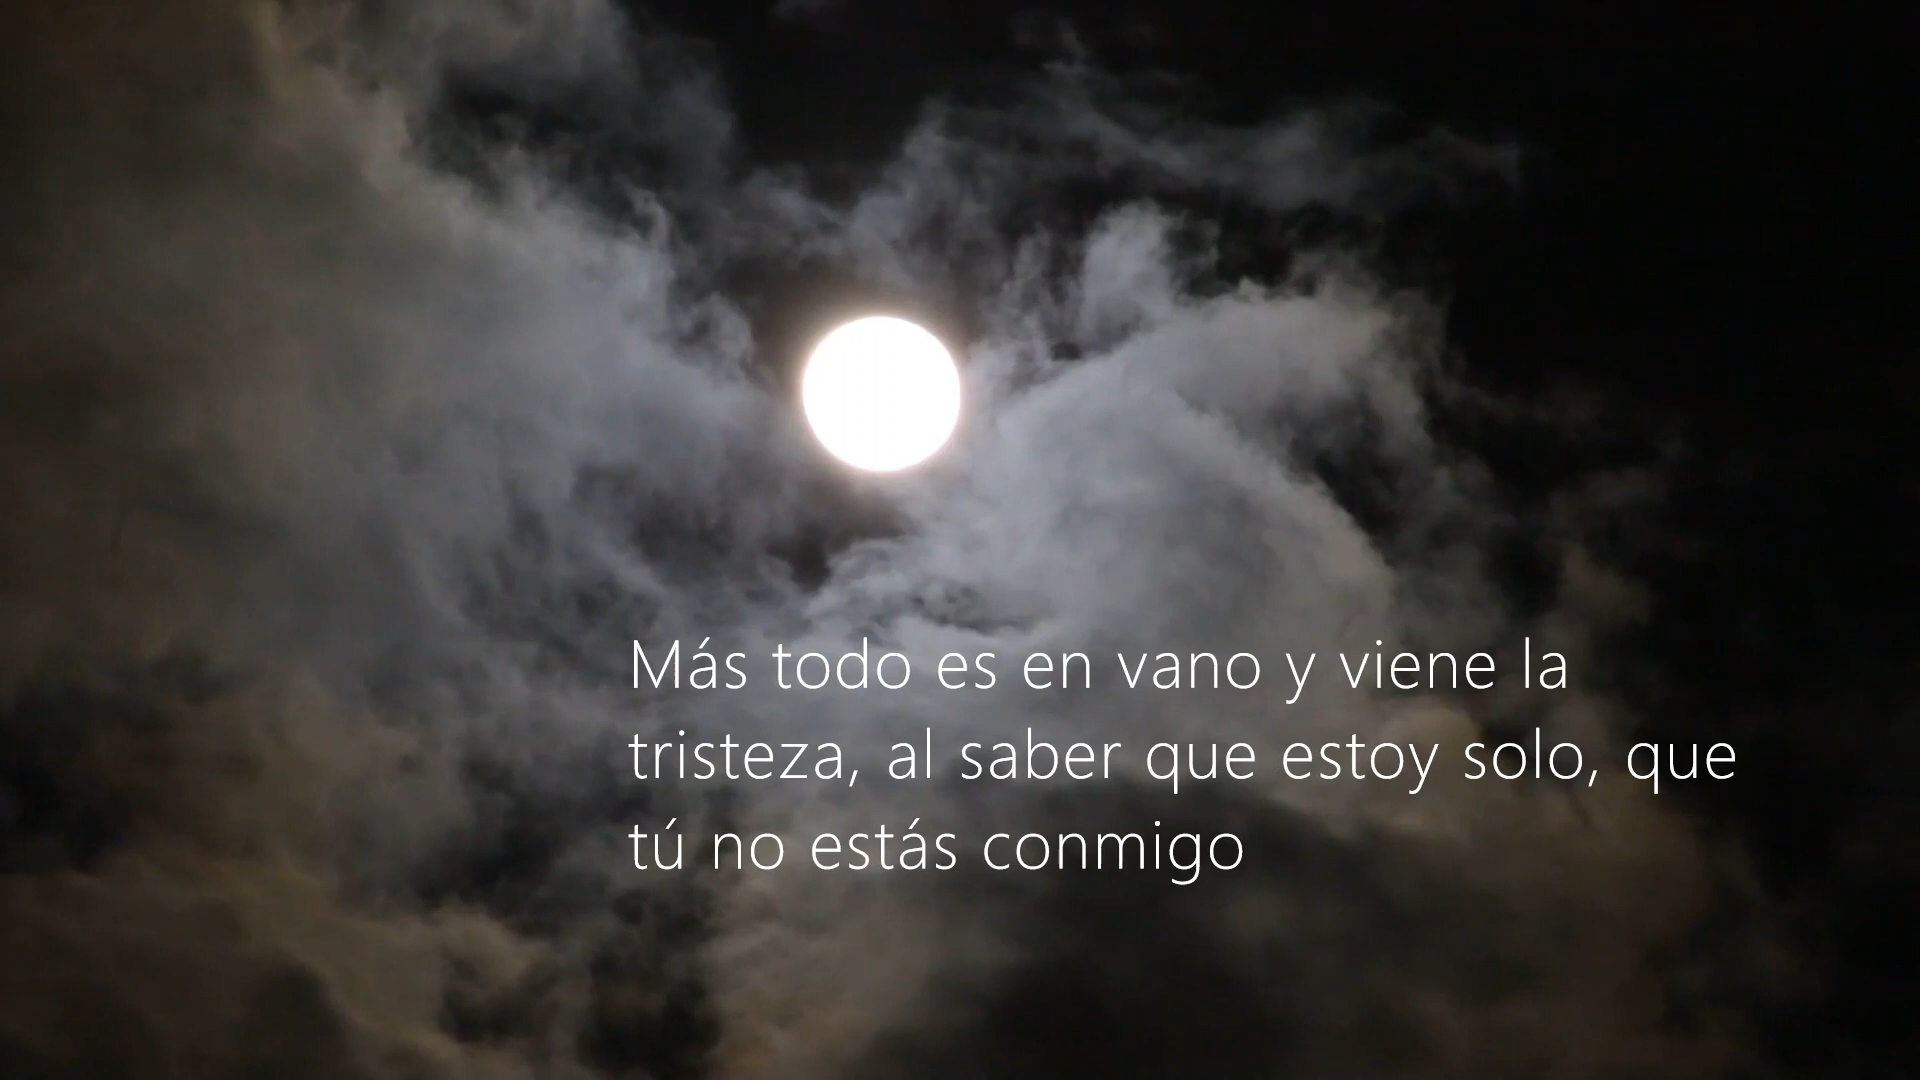 Más todo es en vano y viene la
tristeza, al saber que estoy solo, que
tú no estás conmigo